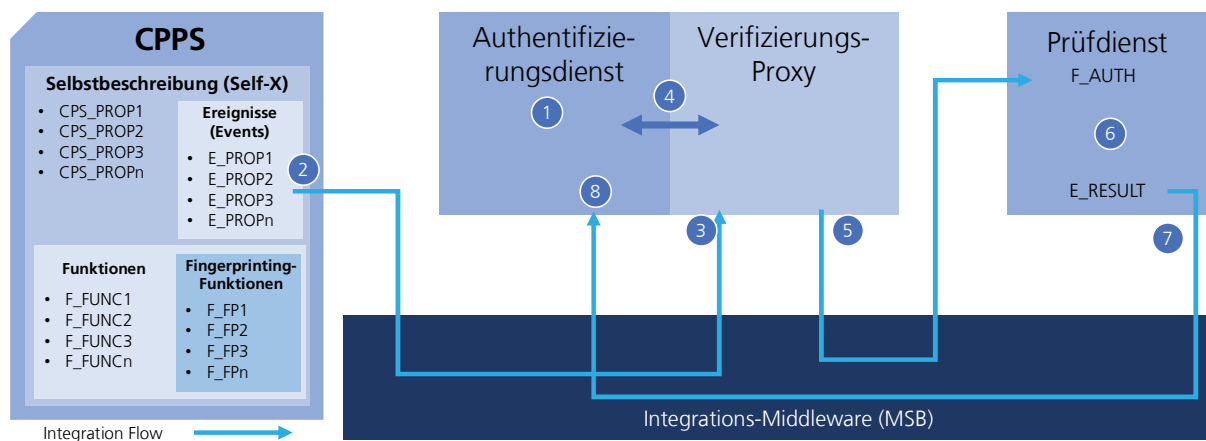 CPPS
Selbstbeschreibung (Self-X)
• CPS_PROP1
• CPS_PROP2
• CPS_PROP3
• CPS_PROPn
Ereignisse
(Events)
• E_PROP1
• E_PROP2
• E_PROP3
• E_PROPn
Funktionen
• F_FUNC1
• F_FUNC2
• F_FUNC3
• F_FUNCn
Fingerprinting-
Funktionen
• F_FP1
• F_FP2
• F_FP3
• F_FPn
Integration Flow
2
Authentifizie-
rungsdienst
1
8
4
Verifizierungs-
Proxy
3
5
Prüfdienst
F_AUTH
6
E_RESULT
7
Integrations-Middleware (MSB)